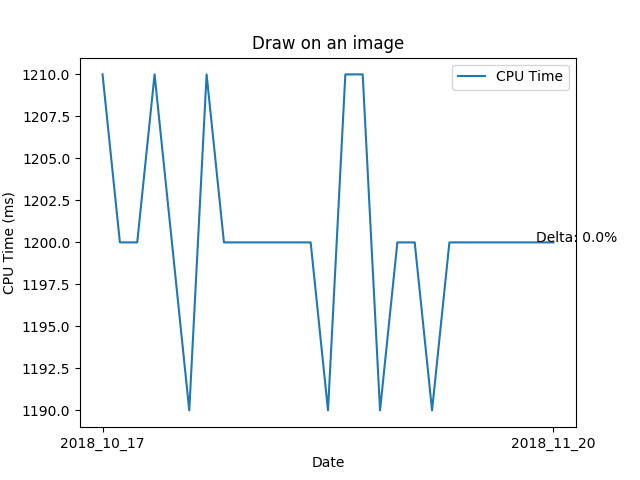 Draw on an image
CPU Time
1210.0
1207.5
1205.0
1202.5
1200.0
1197.5
1195.0
1192.5
1190.0
CPU Time (ms)
Delta: 0.0%
2018_10_17
2018_11_20
Date